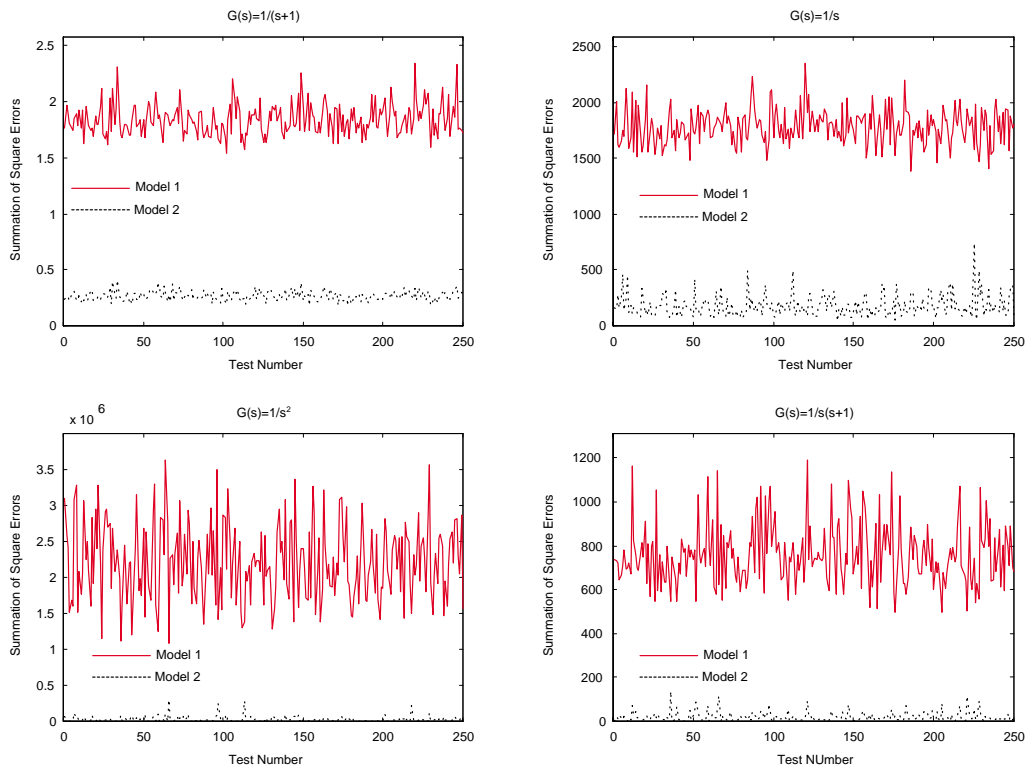 G(s)=1/(s+1)
2.5
2
1.5
1
0.5
0
Summation of Square Errors
Model 1
Model 2
0 50 100 150 200 250
Test Number
G(s)=1/s
2500
2000
1500
1000
500
0
Summation of Square Errors
Model 1
Model 2
0 50 100 150 200 250
Test Number
x 10⁶
G(s)=1/s²
3.5
3
2.5
2
1.5
1
0.5
0
Summation of Square Errors
Model 1
Model 2
0 50 100 150 200 250
Test Number
G(s)=1/s(s+1)
1200
1000
800
600
400
200
0
Summation of Square Errors
Model 1
Model 2
0 50 100 150 200 250
Test NUmber